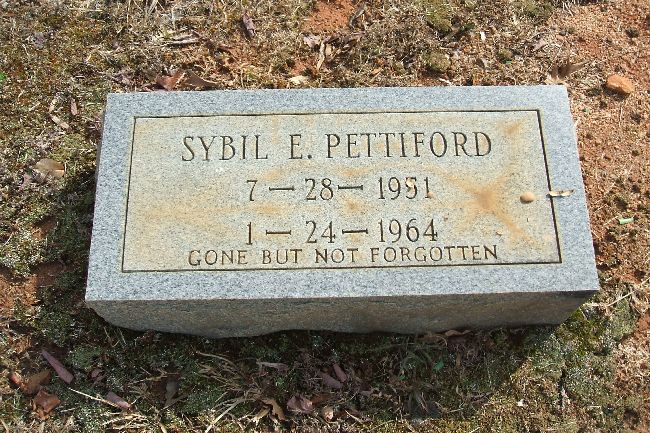 SYBIL E. PETTIFORD
7-28-1951
1-24-1964
GONE BUT NOT FORGOTTEN